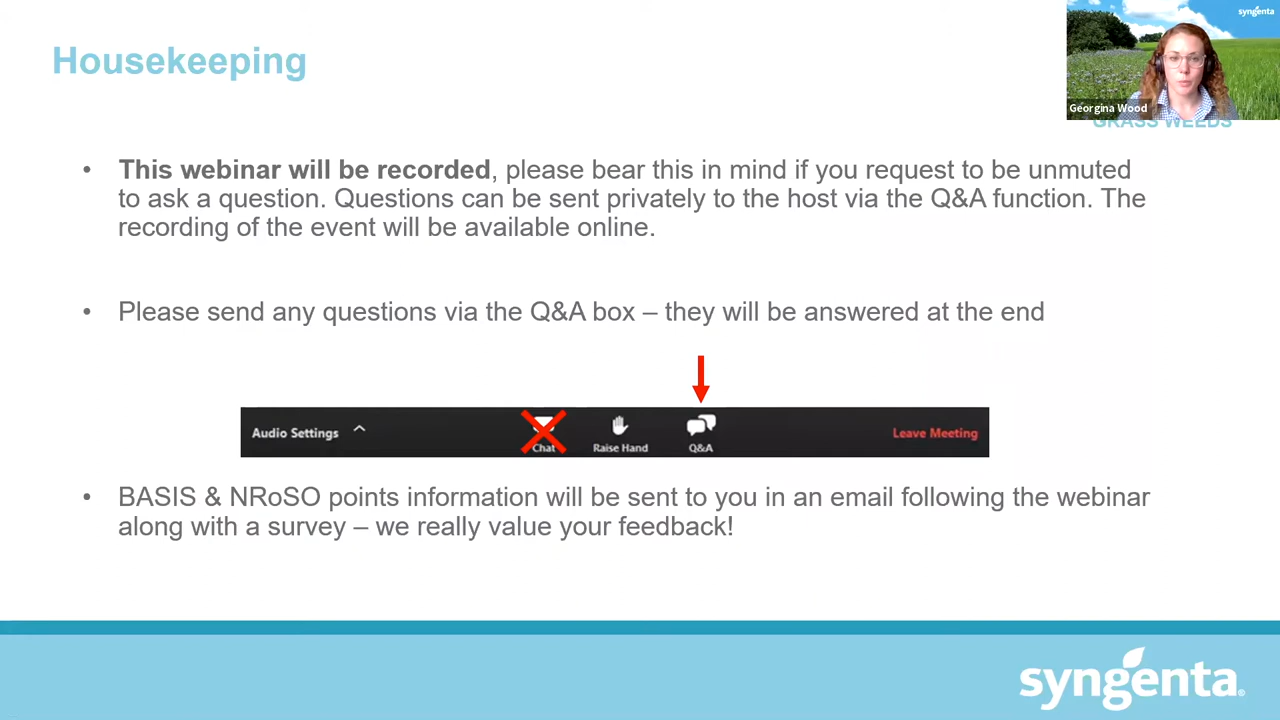 Housekeeping
syngenta
Georgina Wood
GRASS WEEDS
• This webinar will be recorded, please bear this in mind if you request to be unmuted
to ask a question. Questions can be sent privately to the host via the Q&A function. The
recording of the event will be available online.
• Please send any questions via the Q&A box – they will be answered at the end
Audio Settings
Chat
Raise Hand
Q&A
Leave Meeting
• BASIS & NRoSO points information will be sent to you in an email following the webinar
along with a survey – we really value your feedback!
syngenta®